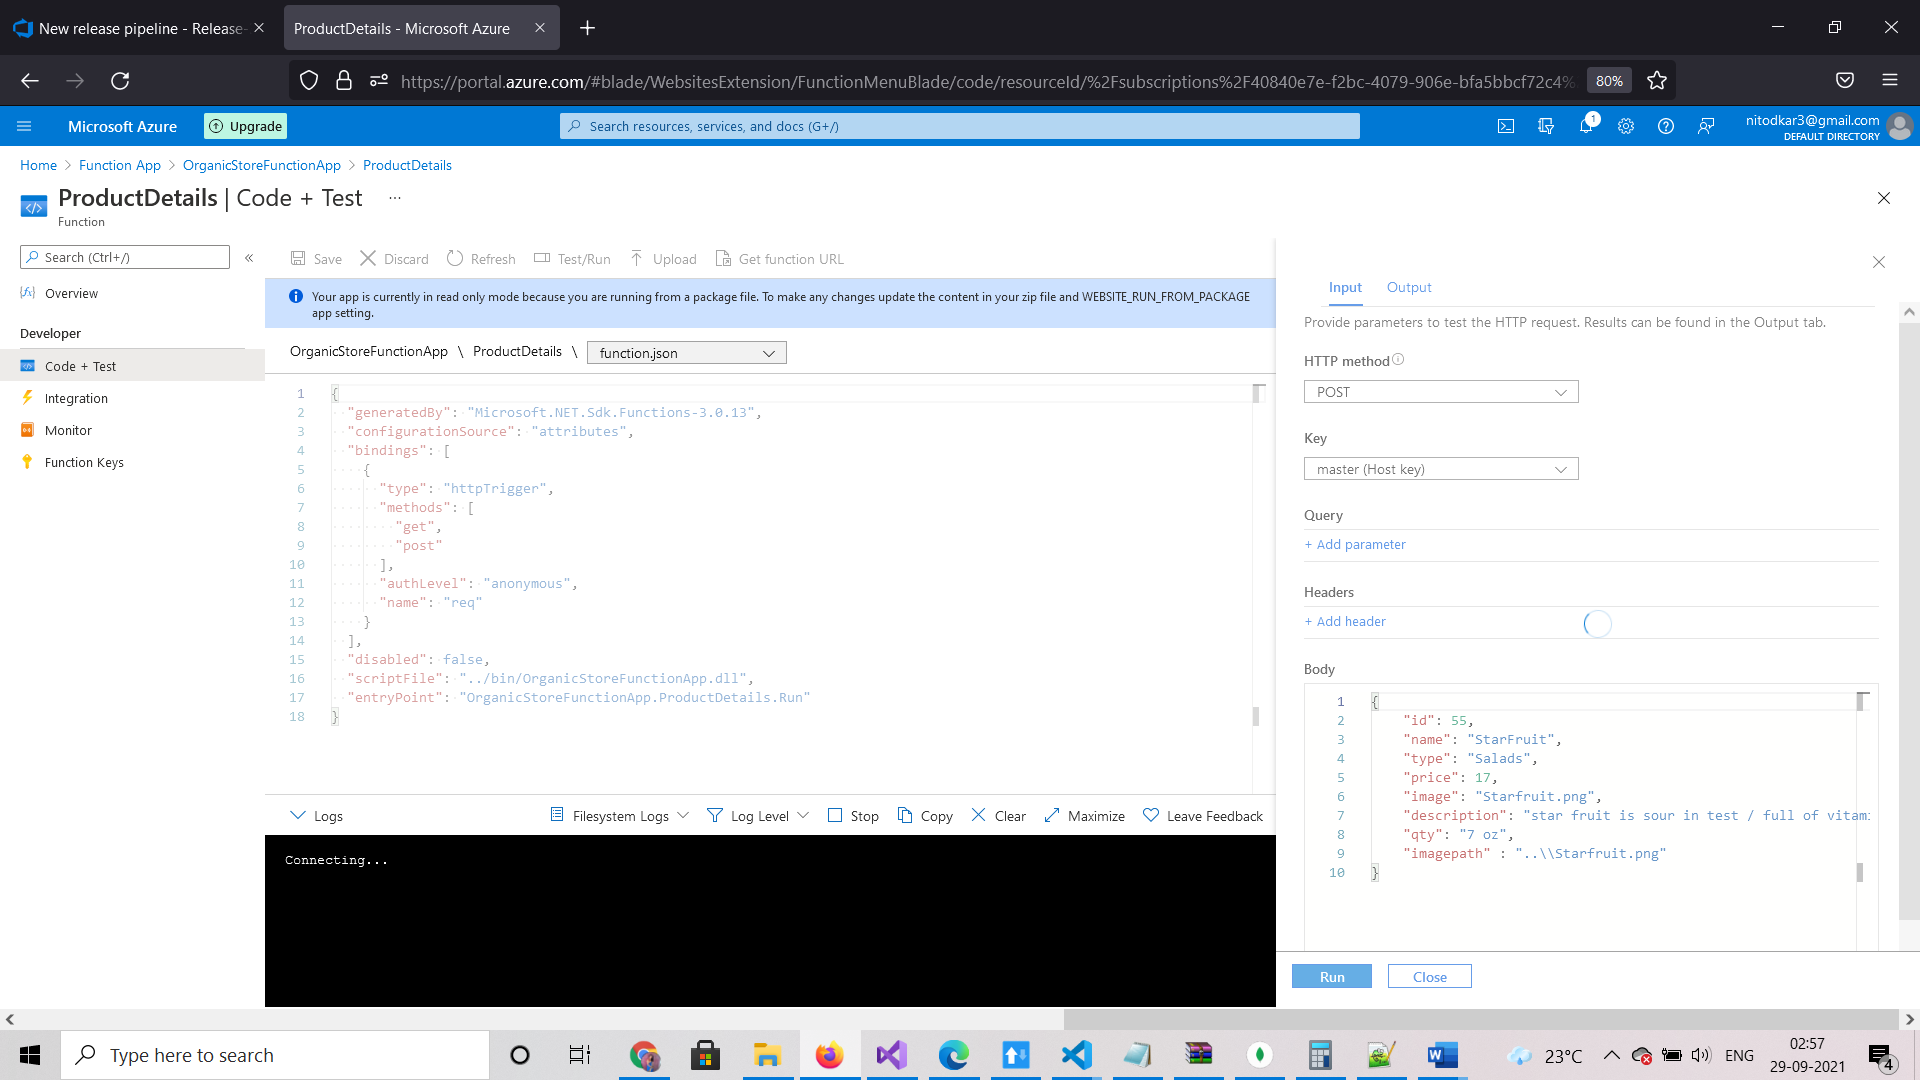 New release pipeline - Release-
ProductDetails - Microsoft Azure
https://portal.azure.com/#blade/WebsitesExtension/FunctionMenuBlade/code/resourceId/%2Fsubscriptions%2F40840e7e-f2bc-4079-906e-bfa5bbcf72c4%
80%
Microsoft Azure
Upgrade
Search resources, services, and docs (G+/)
1
nitodkar3@gmail.com
DEFAULT DIRECTORY
Home > Function App > OrganicStoreFunctionApp > ProductDetails
ProductDetails | Code + Test ...
Function
Search (Ctrl+/)
«
Overview
Developer
Code + Test
Integration
Monitor
Function Keys
Save Discard Refresh Test/Run Upload Get function URL
Your app is currently in read only mode because you are running from a package file. To make any changes update the content in your zip file and WEBSITE_RUN_FROM_PACKAGE
app setting.
OrganicStoreFunctionApp \ ProductDetails \ function.json
1 {
2 "generatedBy": "Microsoft.NET.Sdk.Functions-3.0.13",
3 "configurationSource": "attributes",
4 "bindings": [
5 {
6 "type": "httpTrigger",
7 "methods": [
8 "get",
9 "post"
10 ],
11 "authLevel": "anonymous",
12 "name": "req"
13 }
14 ],
15 "disabled": false,
16 "scriptFile": "../bin/OrganicStoreFunctionApp.dll",
17 "entryPoint": "OrganicStoreFunctionApp.ProductDetails.Run"
18 }
Logs Filesystem Logs Log Level Stop Copy Clear Maximize Leave Feedback
Connecting...
Input Output
Provide parameters to test the HTTP request. Results can be found in the Output tab.
HTTP method
POST
Key
master (Host key)
Query
+ Add parameter
Headers
+ Add header
Body
1 {
2 "id": 55,
3 "name": "StarFruit",
4 "type": "Salads",
5 "price": 17,
6 "image": "Starfruit.png",
7 "description": "star fruit is sour in test / full of vitami
8 "qty": "7 oz",
9 "imagepath" : "..\\Starfruit.png"
10 }
Run Close
Type here to search
23°C
ENG
02:57
29-09-2021
4